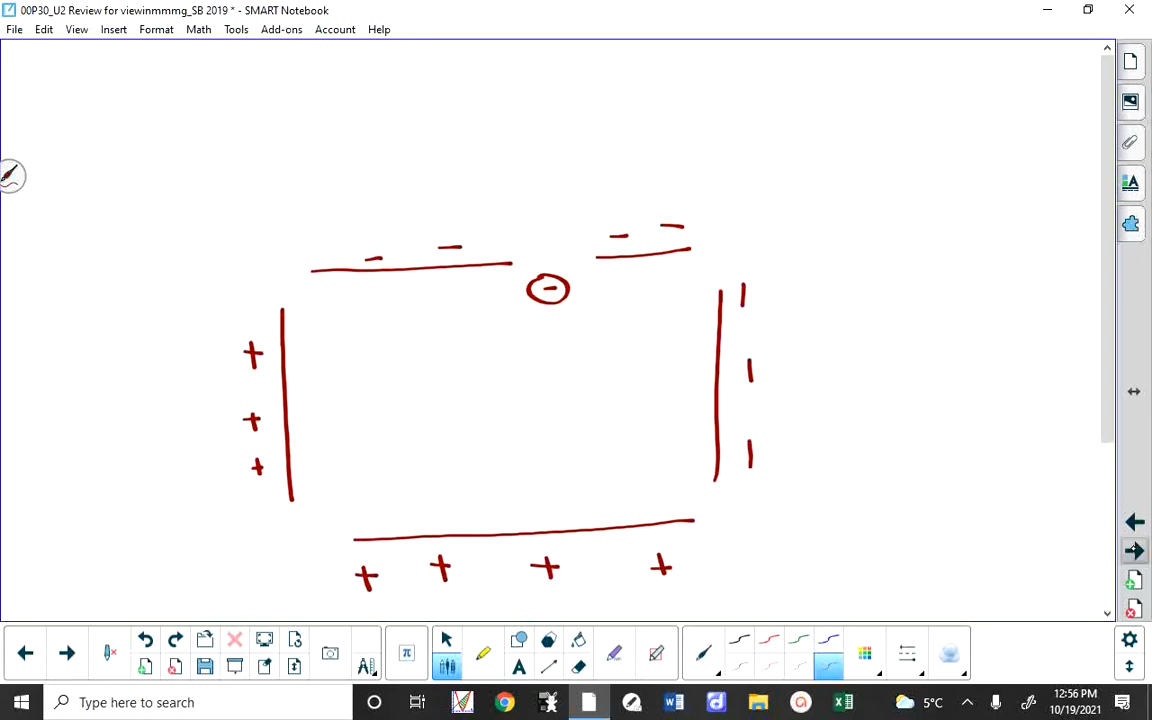 00P30_U2 Review for viewinmmmg_SB 2019 * - SMART Notebook
File Edit View Insert Format Math Tools Add-ons Account Help
- - - -
-
+
+
+
+ + + +
Type here to search
5°C
12:56 PM
10/19/2021